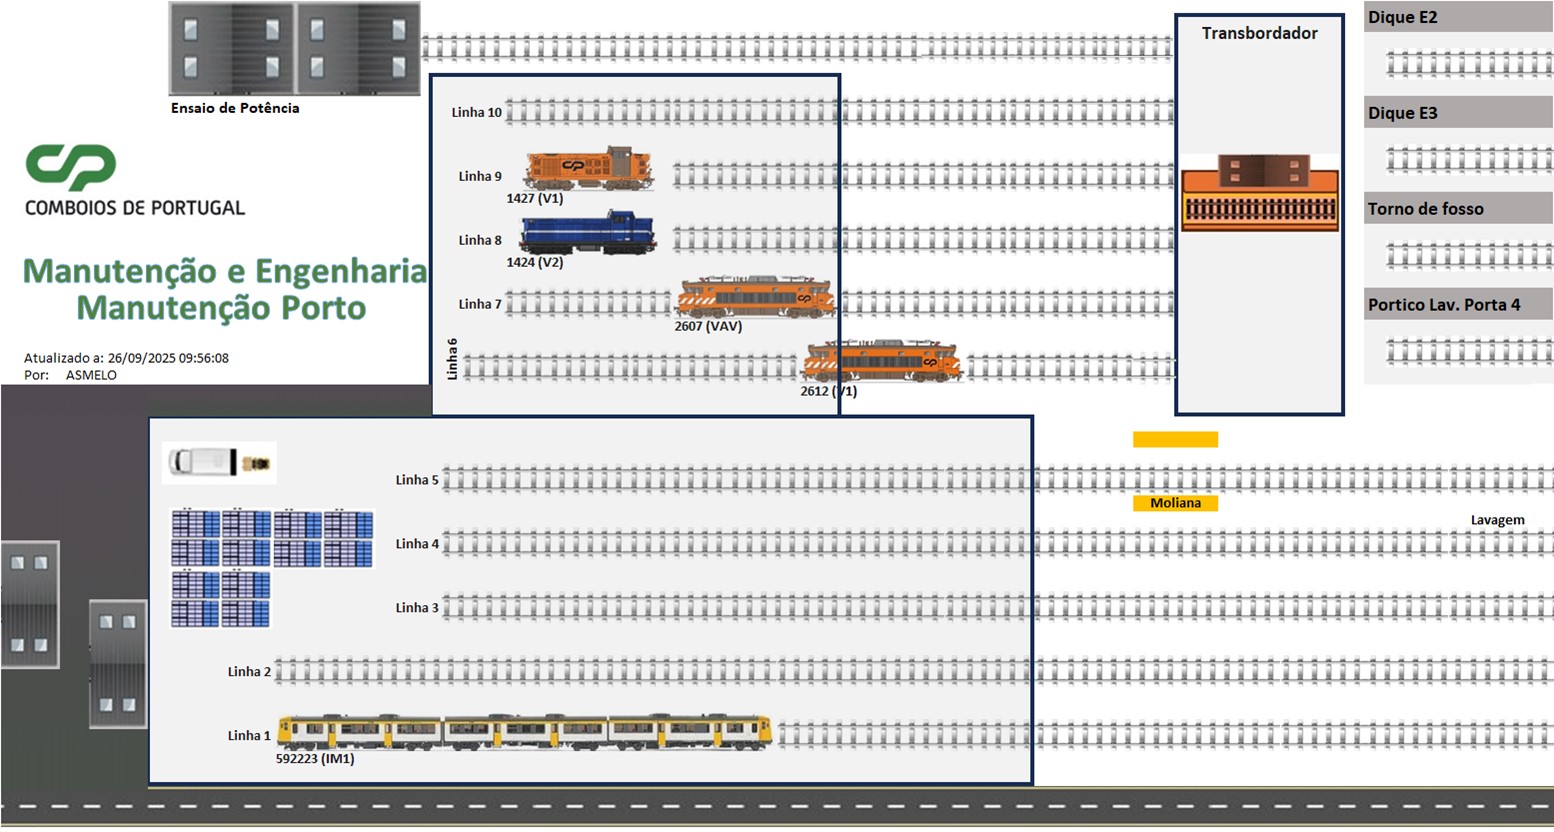 Ensaio de Potência
CP
COMBOIOS DE PORTUGAL
Manutenção e Engenharia
Manutenção Porto
Atualizado a: 26/09/2025 09:56:08
Por: ASMELO
Linha 10
Linha 9
1427 (V1)
Linha 8
1424 (V2)
Linha 7
2607 (VAV)
Linha 6
2612 (V1)
Transbordador
Dique E2
Dique E3
Torno de fosso
Portico Lav. Porta 4
Linha 5
Moliana
Lavagem
Linha 4
Linha 3
Linha 2
Linha 1
592223 (IM1)